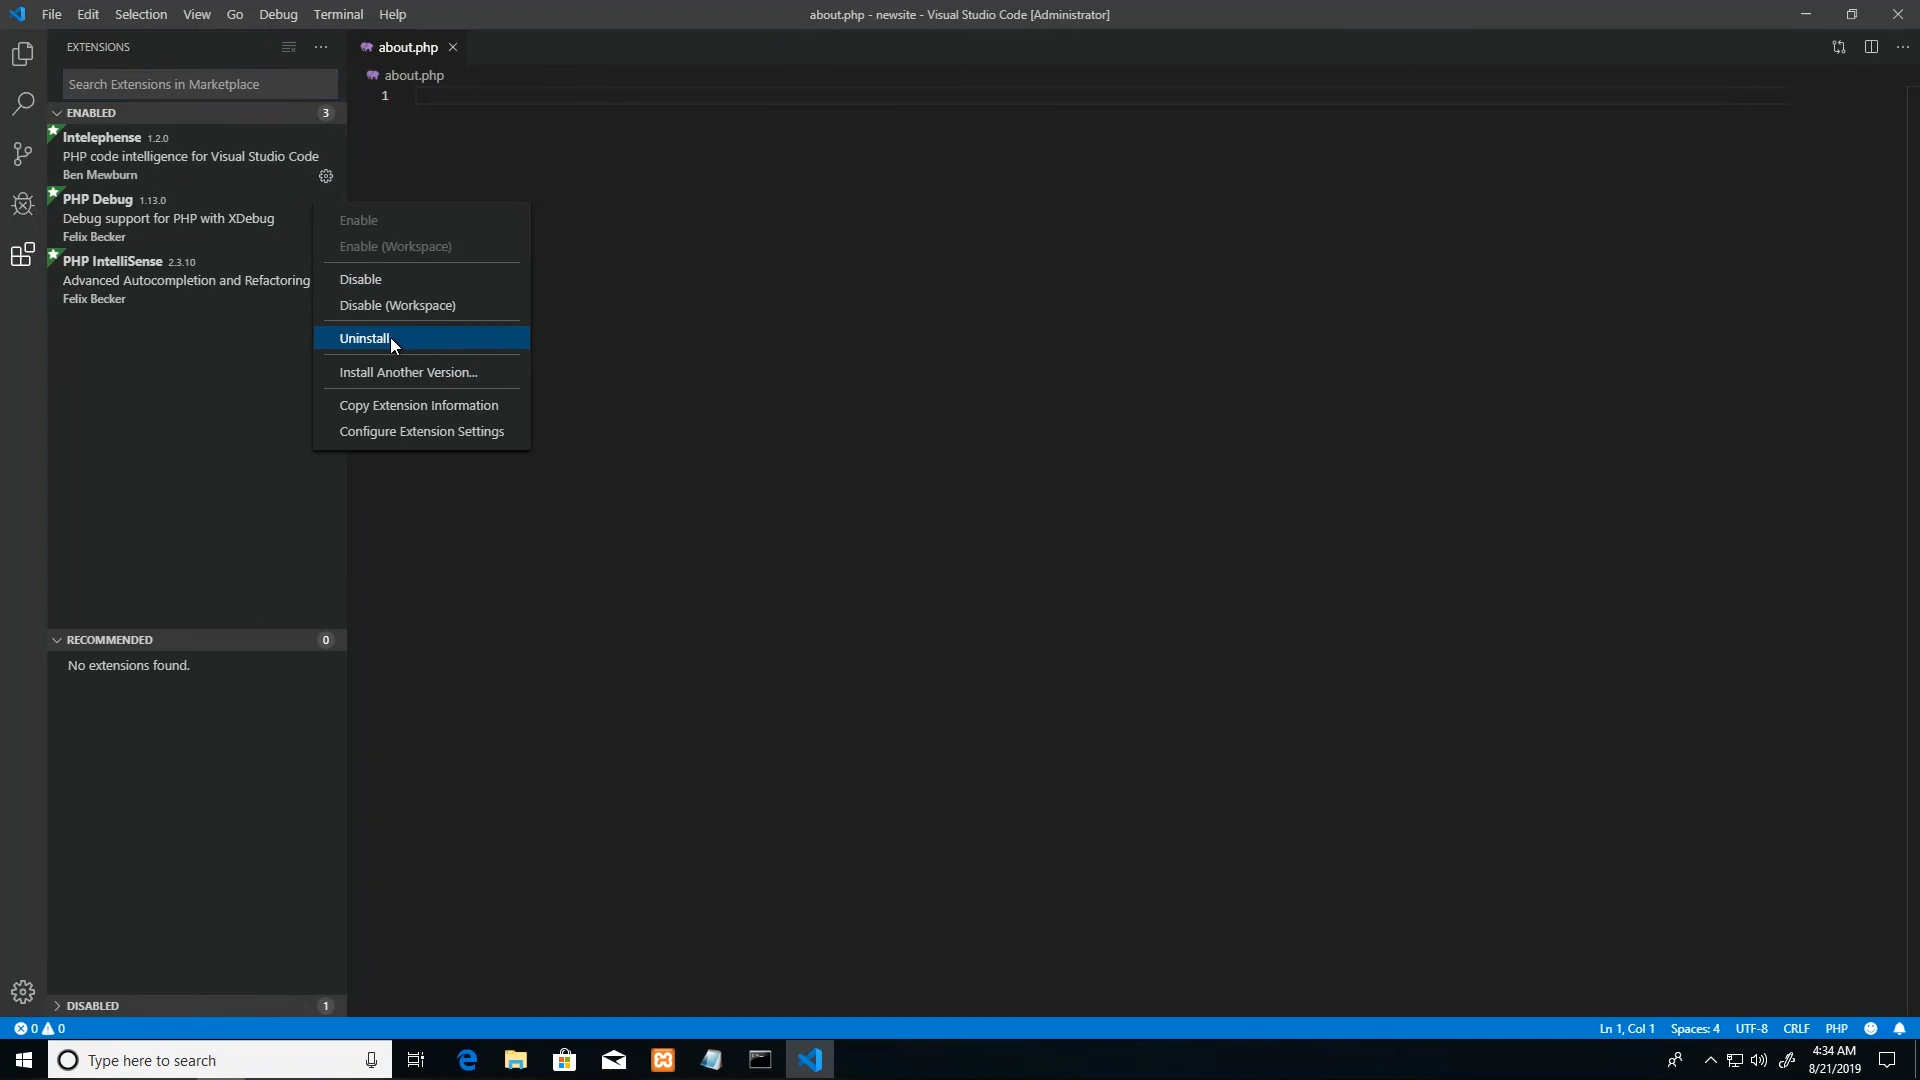 File Edit Selection View Go Debug Terminal Help
about.php - newsite - Visual Studio Code [Administrator]
EXTENSIONS
about.php
Search Extensions in Marketplace
about.php
1
ENABLED 3
Intelephense 1.2.0
PHP code intelligence for Visual Studio Code
Ben Mewburn
PHP Debug 1.13.0
Debug support for PHP with XDebug
Felix Becker
PHP IntelliSense 2.3.10
Advanced Autocompletion and Refactoring
Felix Becker
Enable
Enable (Workspace)
Disable
Disable (Workspace)
Uninstall
Install Another Version...
Copy Extension Information
Configure Extension Settings
RECOMMENDED 0
No extensions found.
DISABLED 1
0 0
Ln 1, Col 1 Spaces: 4 UTF-8 CRLF PHP
Type here to search
4:34 AM
8/21/2019